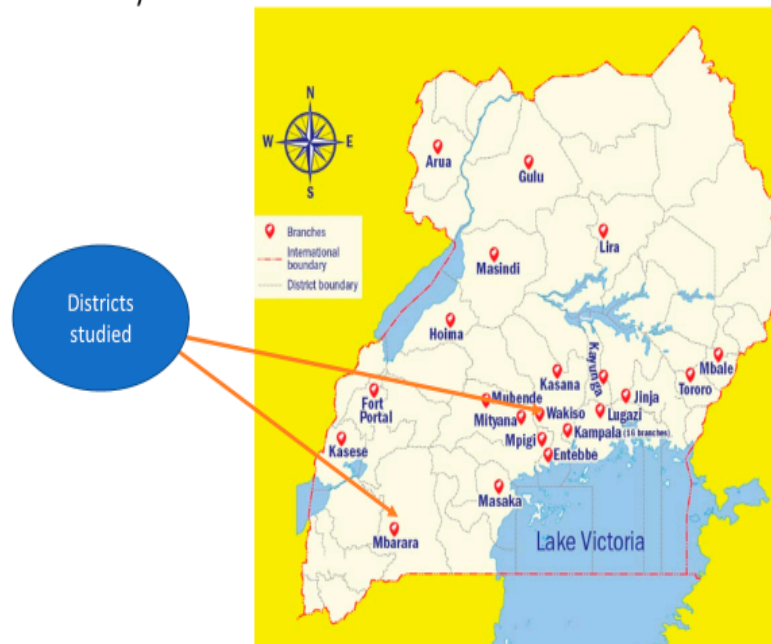 N
W
E
S
Branches
International
boundary
District boundary
Districts
studied
Arua
Gulu
Lira
Masindi
Hoima
Kayunga
Mbale
Kasana
Tororo
Fort
Portal
Mubende
Jinja
Mityana
Wakiso
Lugazi
Kampala (16 branches)
Mpigi
Kasese
Entebbe
Masaka
Mbarara
Lake Victoria